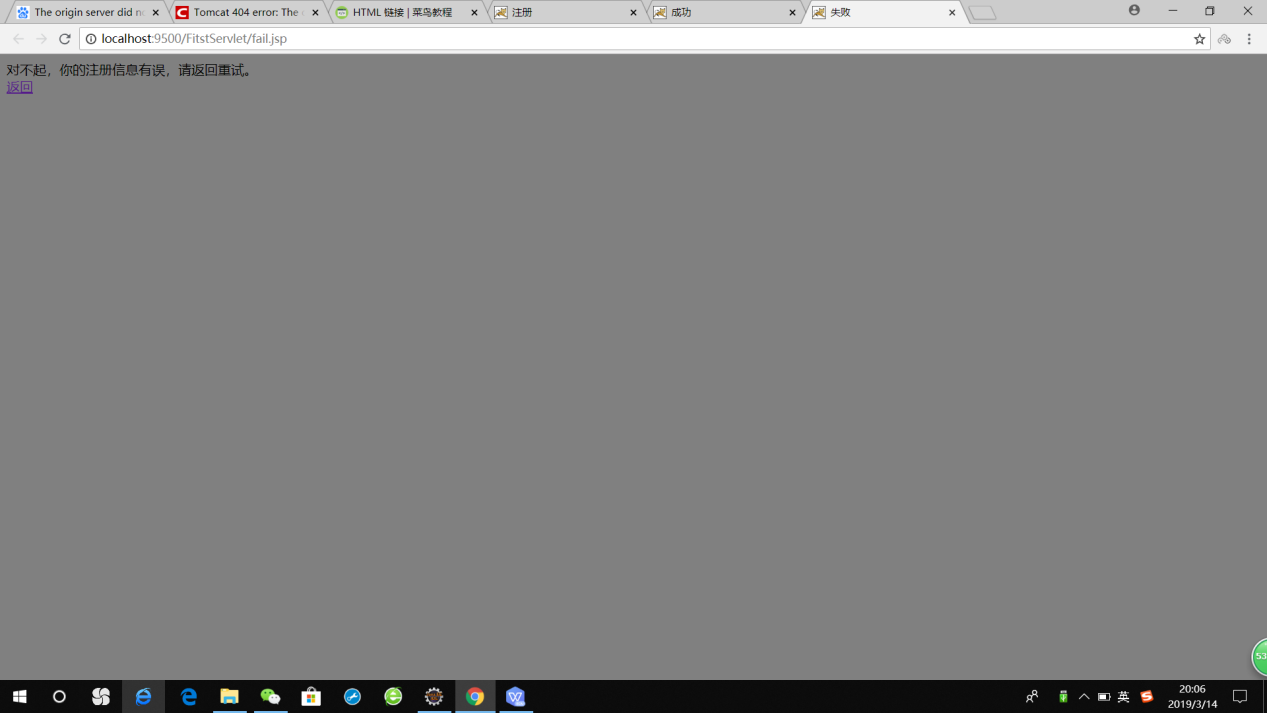 The origin server did n
Tomcat 404 error: The
HTML 链接 | 菜鸟教程
注册
成功
失败
localhost:9500/FitstServlet/fail.jsp
对不起，你的注册信息有误，请返回重试。
返回
53
英
20:06
2019/3/14